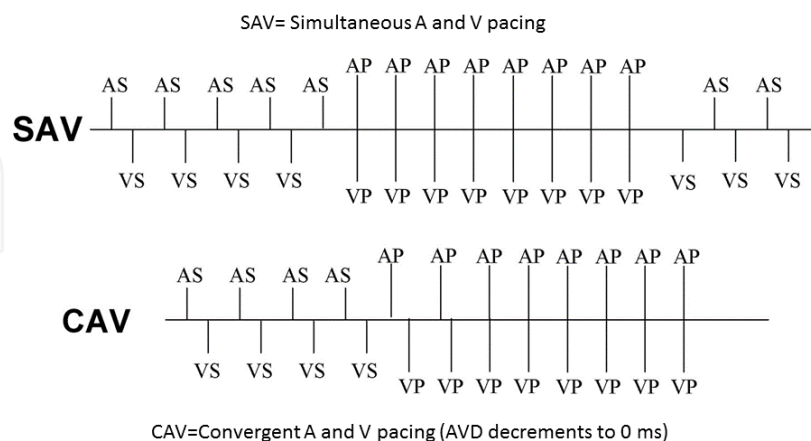 SAV= Simultaneous A and V pacing
AP AP AP AP AP AP AP AP
AS AS AS AS AS AS AS
SAV
VS VS VS VS VS VS VS
VP VP VP VP VP VP VP VP
AP AP AP AP AP AP AP AP
AS AS AS AS
CAV
VS VS VS VS
VP VP VP VP VP VP VP VP
CAV=Convergent A and V pacing (AVD decrements to 0 ms)